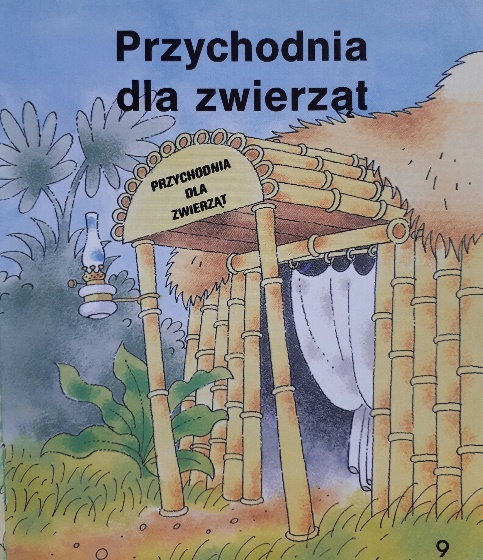 Przychodnia
dla zwierząt
PRZYCHODNIA
DLA
ZWIERZĄT
9